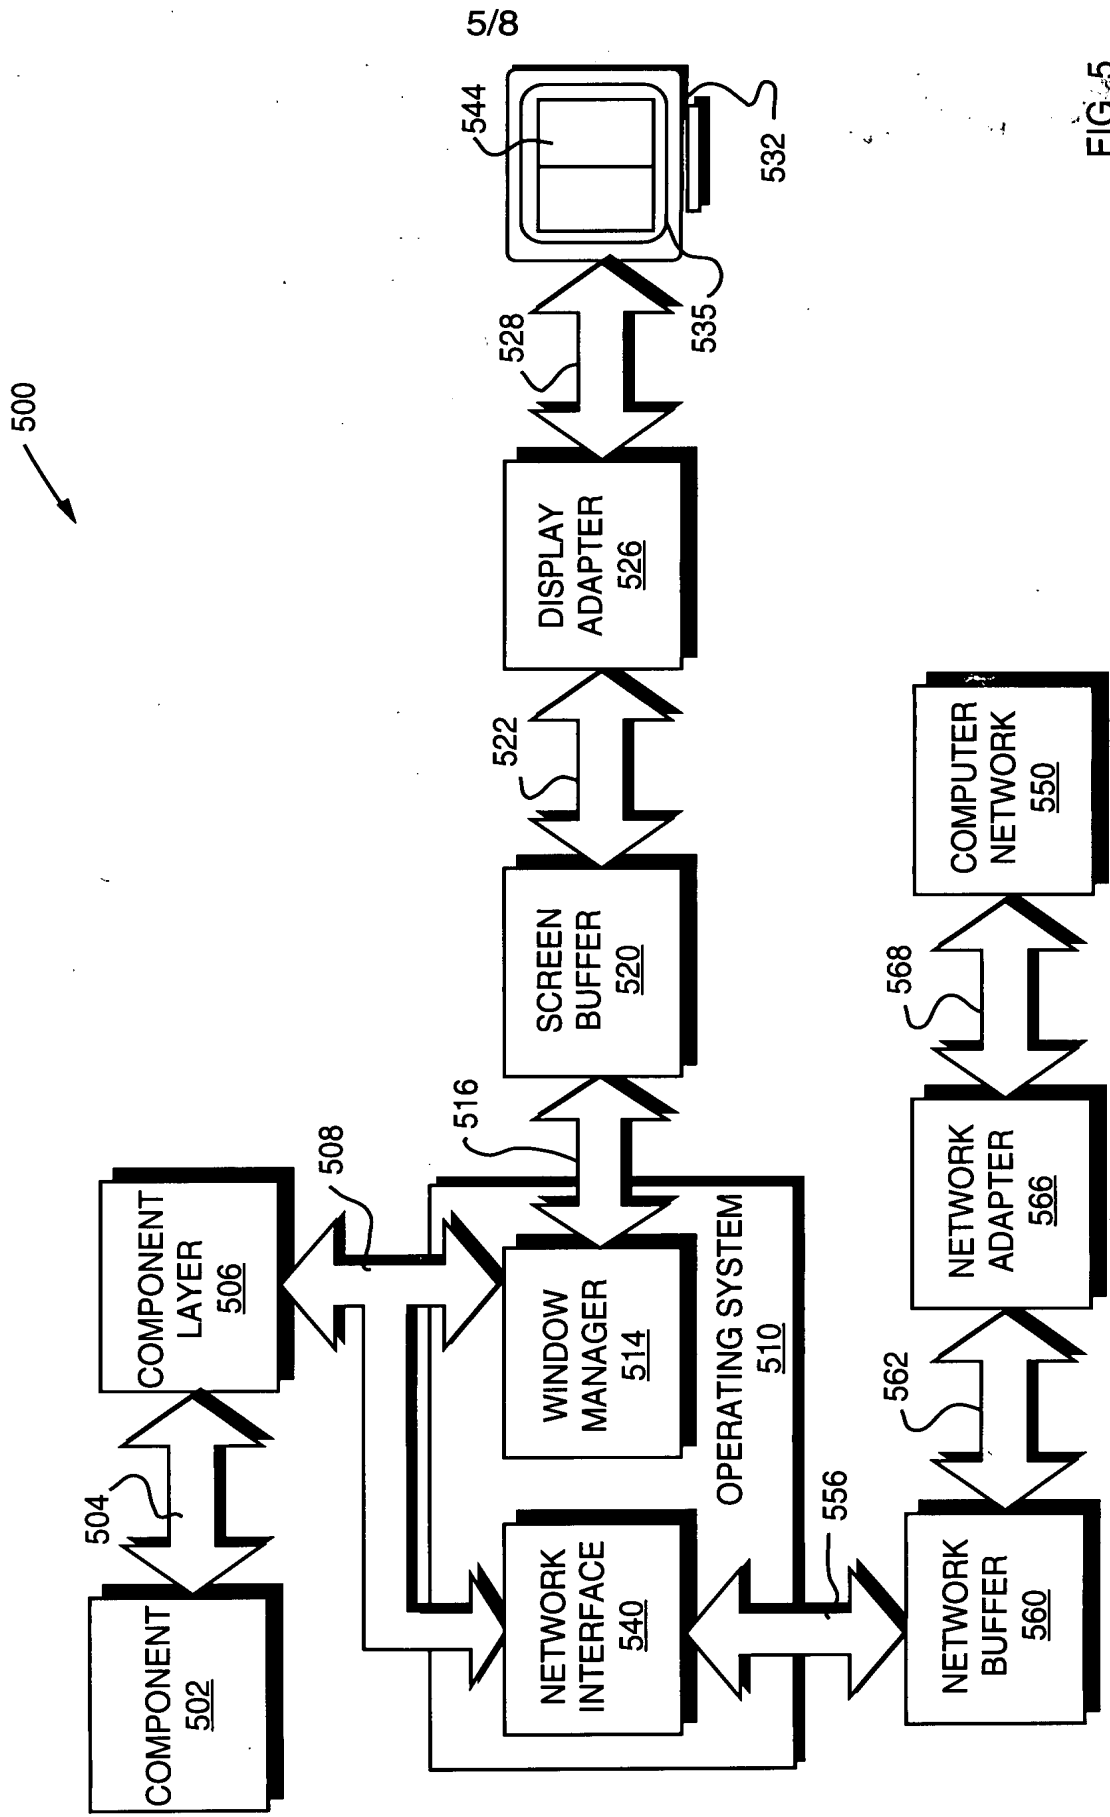 5/8
500
COMPONENT
502
504
COMPONENT
LAYER
506
508
NETWORK
INTERFACE
540
WINDOW
MANAGER
514
OPERATING SYSTEM
510
516
SCREEN
BUFFER
520
522
DISPLAY
ADAPTER
526
528
544
535
532
556
NETWORK
BUFFER
560
562
NETWORK
ADAPTER
566
568
COMPUTER
NETWORK
550
FIG. 5